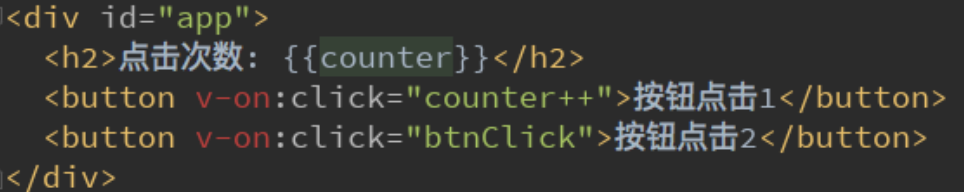 <div id="app">
<h2>点击次数: {{counter}}</h2>
<button v-on:click="counter++">按钮点击1</button>
<button v-on:click="btnClick">按钮点击2</button>
</div>